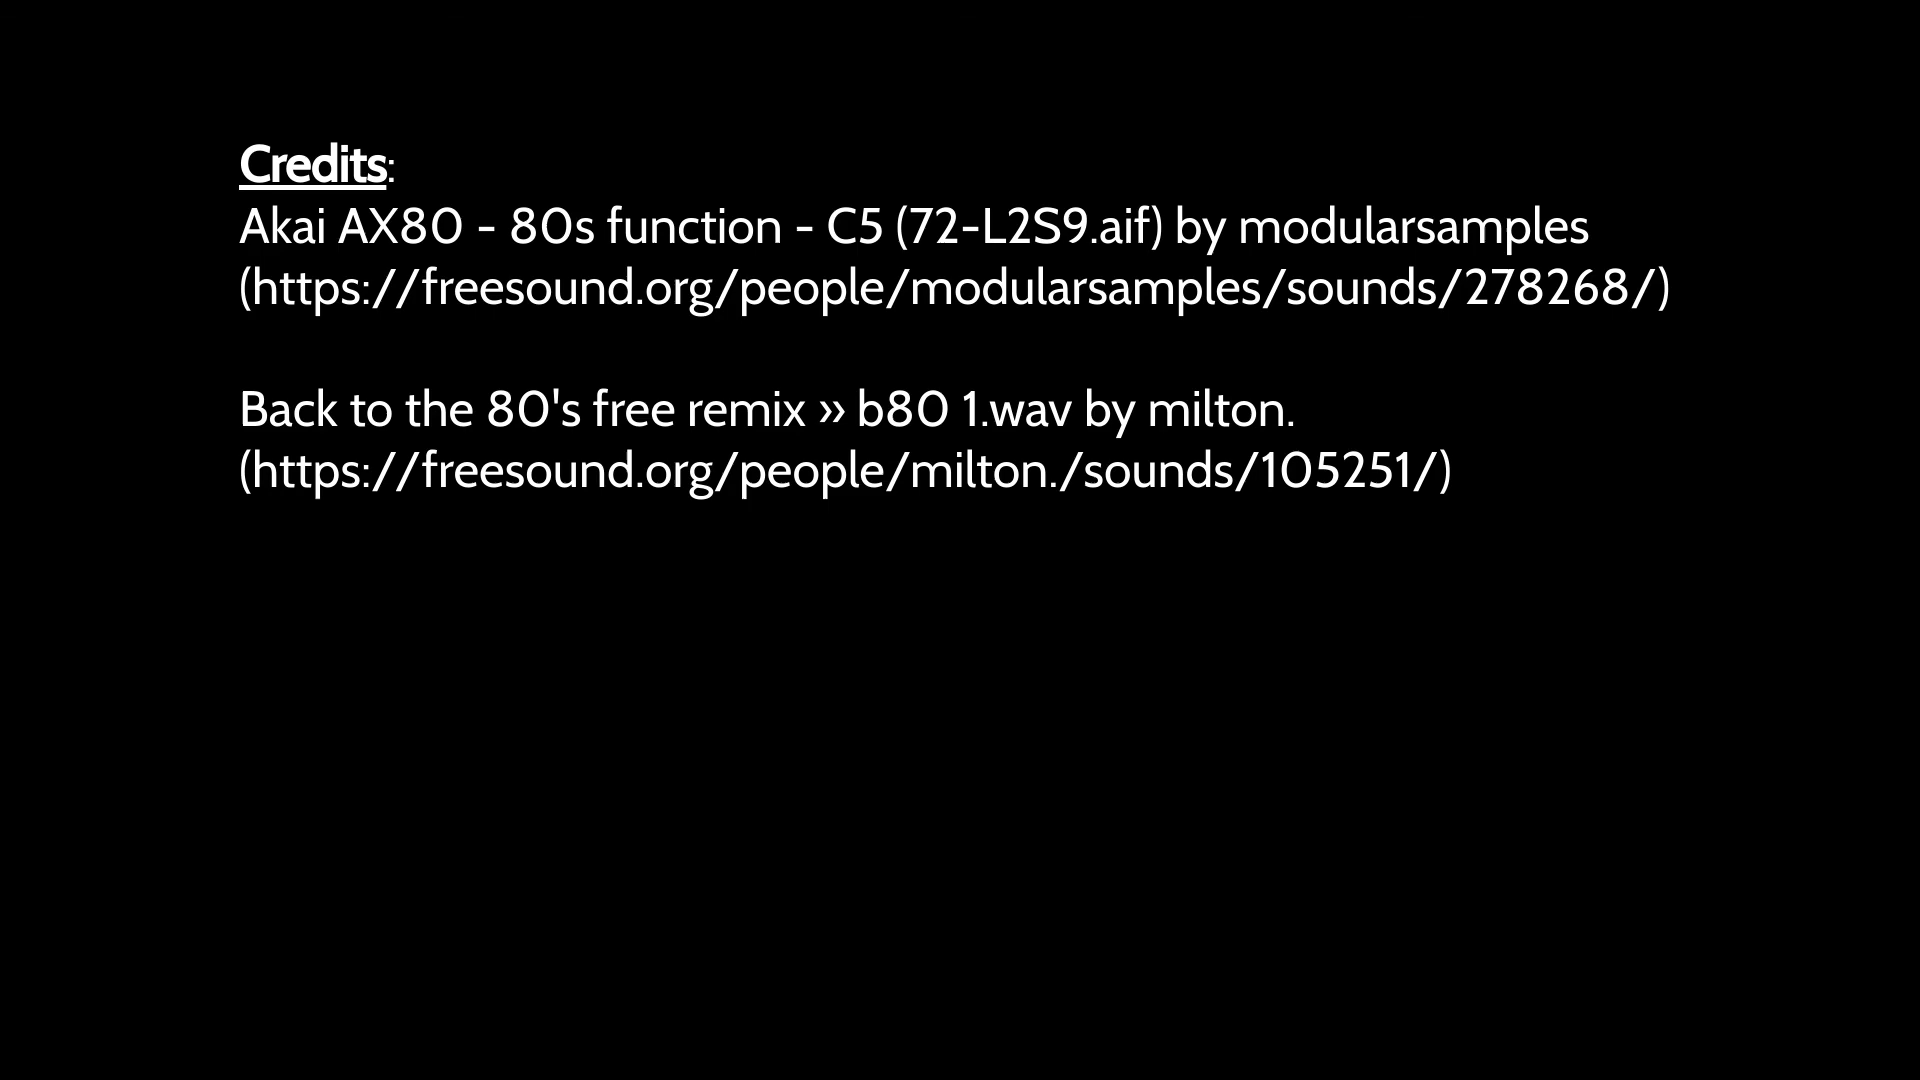 Credits:
Akai AX80 - 80s function - C5 (72-L2S9.aif) by modularsamples
(https://freesound.org/people/modularsamples/sounds/278268/)
Back to the 80's free remix » b80 1.wav by milton.
(https://freesound.org/people/milton./sounds/105251/)